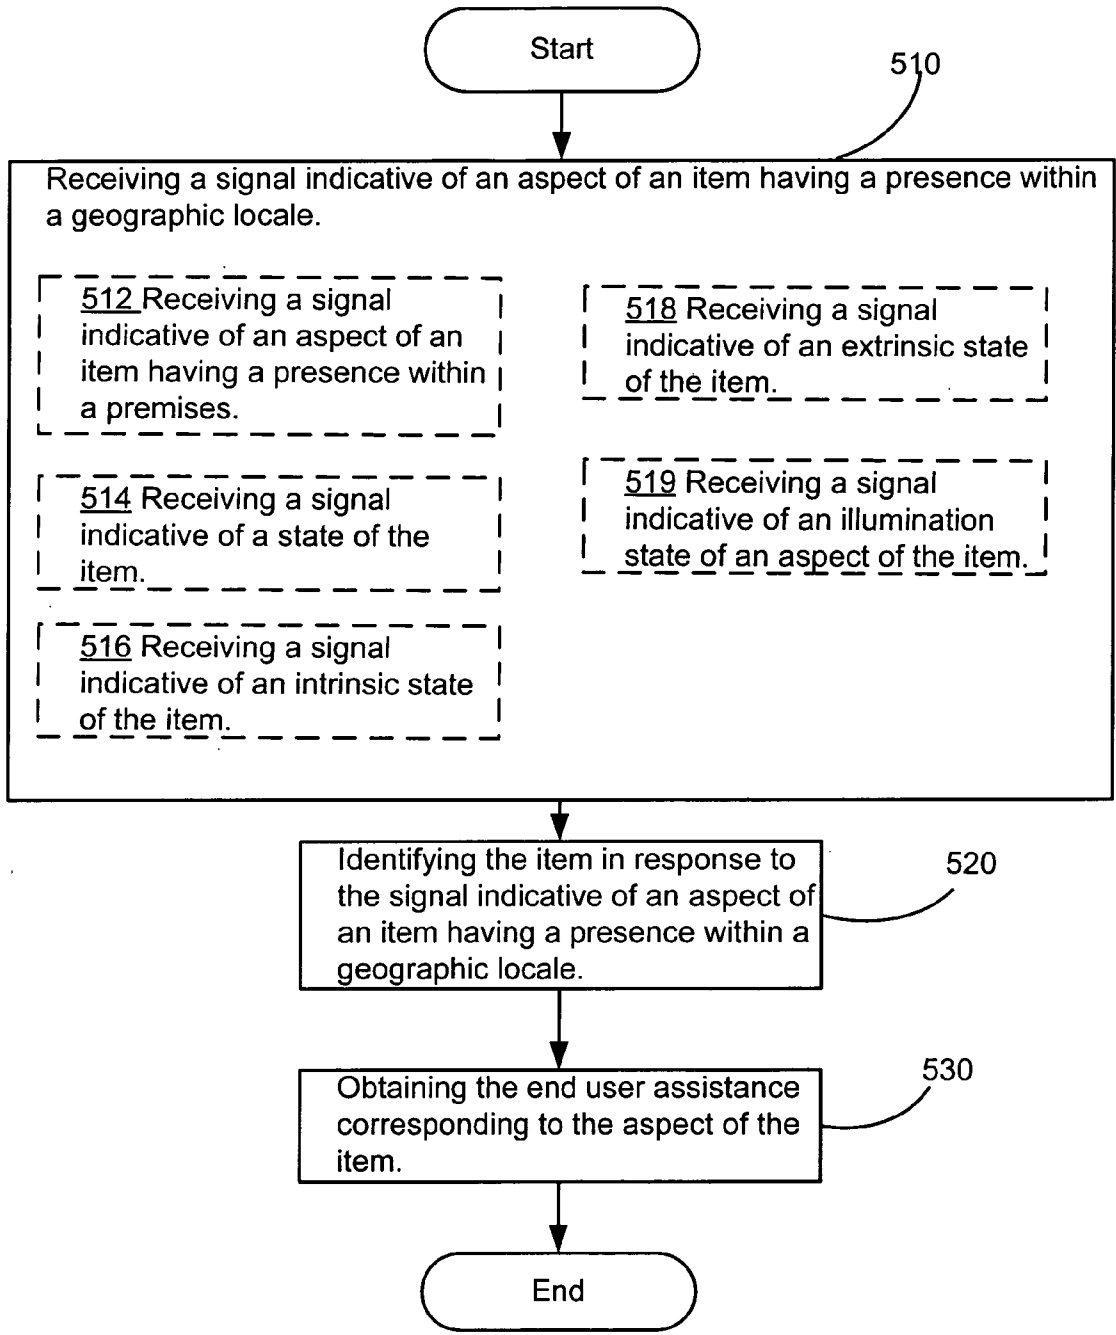 Start
510
Receiving a signal indicative of an aspect of an item having a presence within
a geographic locale.
512 Receiving a signal
indicative of an aspect of an
item having a presence within
a premises.
514 Receiving a signal
indicative of a state of the
item.
516 Receiving a signal
indicative of an intrinsic state
of the item.
518 Receiving a signal
indicative of an extrinsic state
of the item.
519 Receiving a signal
indicative of an illumination
state of an aspect of the item.
Identifying the item in response to
the signal indicative of an aspect of
an item having a presence within a
geographic locale.
520
Obtaining the end user assistance
corresponding to the aspect of the
item.
530
End